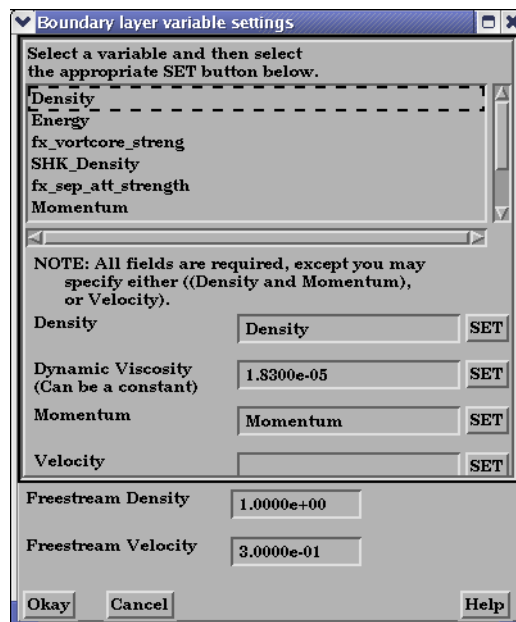 Boundary layer variable settings
Select a variable and then select
the appropriate SET button below.
Density
Energy
fx_vortcore_streng
SHK_Density
fx_sep_att_strength
Momentum
NOTE: All fields are required, except you may
specify either ((Density and Momentum),
or Velocity).
Density Density SET
Dynamic Viscosity
(Can be a constant) 1.8300e-05 SET
Momentum Momentum SET
Velocity SET
Freestream Density 1.0000e+00
Freestream Velocity 3.0000e-01
Okay Cancel Help